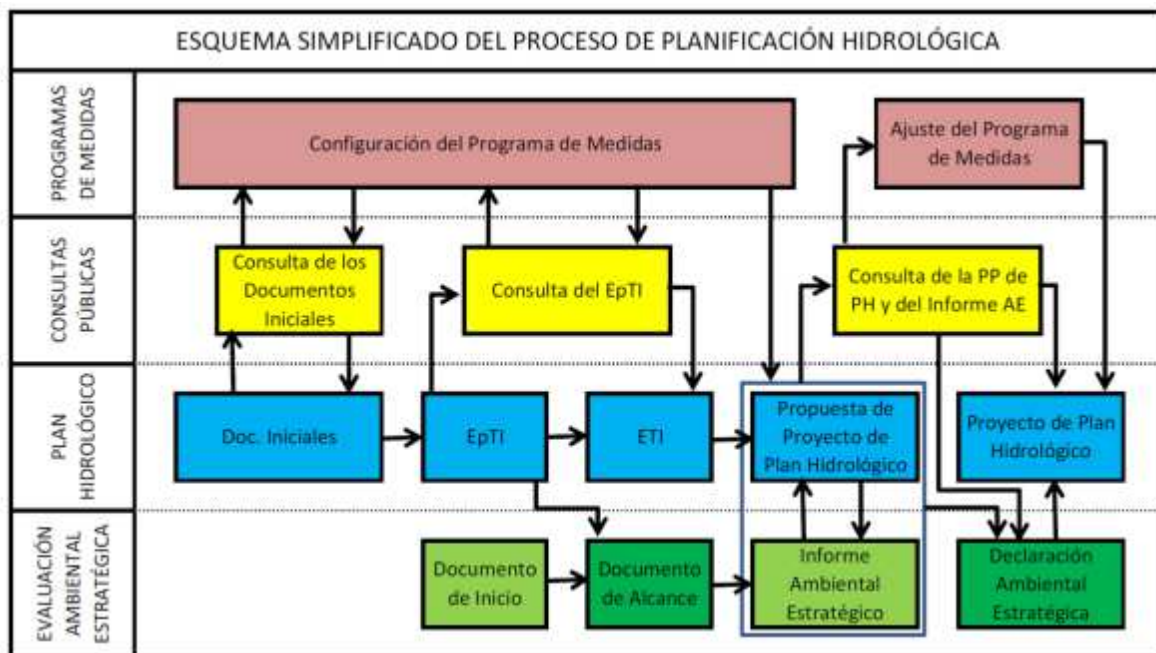 ESQUEMA SIMPLIFICADO DEL PROCESO DE PLANIFICACIÓN HIDROLÓGICA
PROGRAMAS
DE MEDIDAS
Configuración del Programa de Medidas
Ajuste del Programa
de Medidas
CONSULTAS
PÚBLICAS
Consulta de los
Documentos
Iniciales
Consulta del EpTI
Consulta de la PP de
PH y del Informe AE
PLAN
HIDROLÓGICO
Doc. Iniciales
EpTI
ETI
Propuesta de
Proyecto de
Plan Hidrológico
Proyecto de Plan
Hidrológico
EVALUACIÓN
AMBIENTAL
ESTRATÉGICA
Documento
de Inicio
Documento
de Alcance
Informe
Ambiental
Estratégico
Declaración
Ambiental
Estratégica